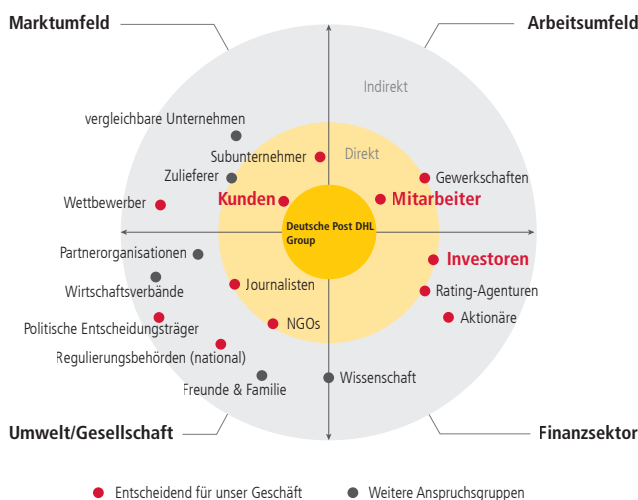 Marktumfeld
Arbeitsumfeld
Indirekt
vergleichbare Unternehmen
Subunternehmer
Direkt
Zulieferer
Gewerkschaften
Wettbewerber
Kunden
Mitarbeiter
Deutsche Post DHL
Group
Partnerorganisationen
Investoren
Wirtschaftsverbände
Journalisten
Rating-Agenturen
Politische Entscheidungsträger
NGOs
Aktionäre
Regulierungsbehörden (national)
Freunde & Familie
Wissenschaft
Umwelt/Gesellschaft
Finanzsektor
Entscheidend für unser Geschäft
Weitere Anspruchsgruppen